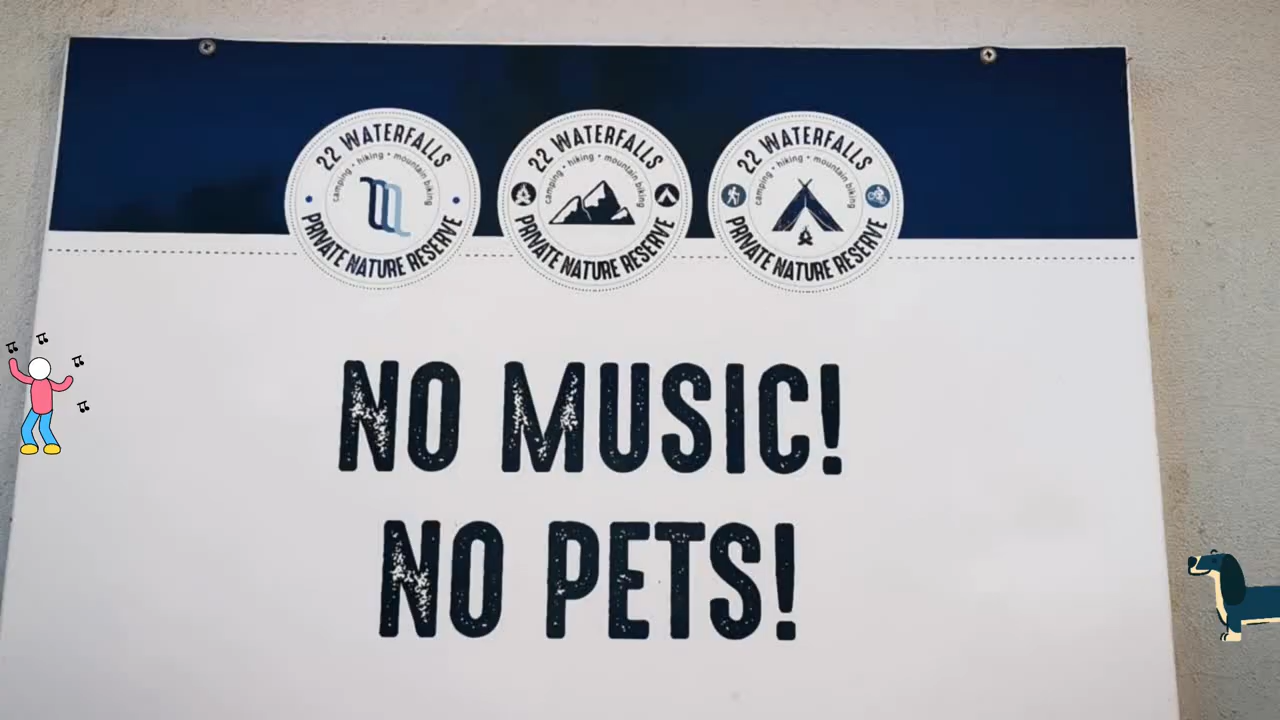 22 WATERFALLS
camping • hiking • mountain biking
PRIVATE NATURE RESERVE
22 WATERFALLS
camping • hiking • mountain biking
PRIVATE NATURE RESERVE
22 WATERFALLS
camping • hiking • mountain biking
PRIVATE NATURE RESERVE
NO MUSIC!
NO PETS!